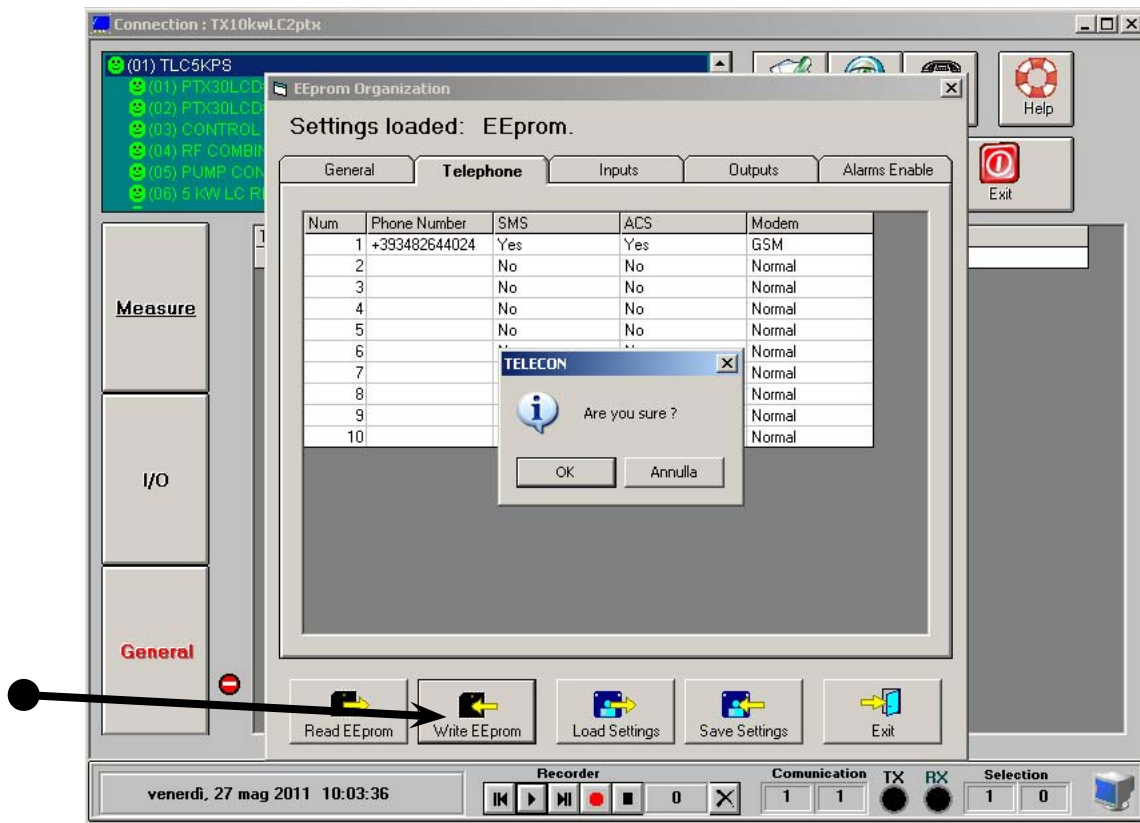 Connection : TX10kwLC2ptx
(01) TLC5KPS
(01) PTX30LCD
(02) PTX30LCD
(03) CONTROL
(04) RF COMBIN
(05) PUMP CON
(06) 5 KW LC R
Help
Exit
EEprom Organization
Settings loaded: EEprom.
General Telephone Inputs Outputs Alarms Enable
Num Phone Number SMS ACS Modem
1 +393482644024 Yes Yes GSM
2 No No Normal
3 No No Normal
4 No No Normal
5 No No Normal
6 Normal
7 Normal
8 Normal
9 Normal
10 Normal
TELECON
Are you sure ?
OK Annulla
Measure
I/O
General
Read EEprom Write EEprom Load Settings Save Settings Exit
venerdì, 27 mag 2011 10:03:36
Recorder
0
Comunication
1 1
TX RX
Selection
1 0